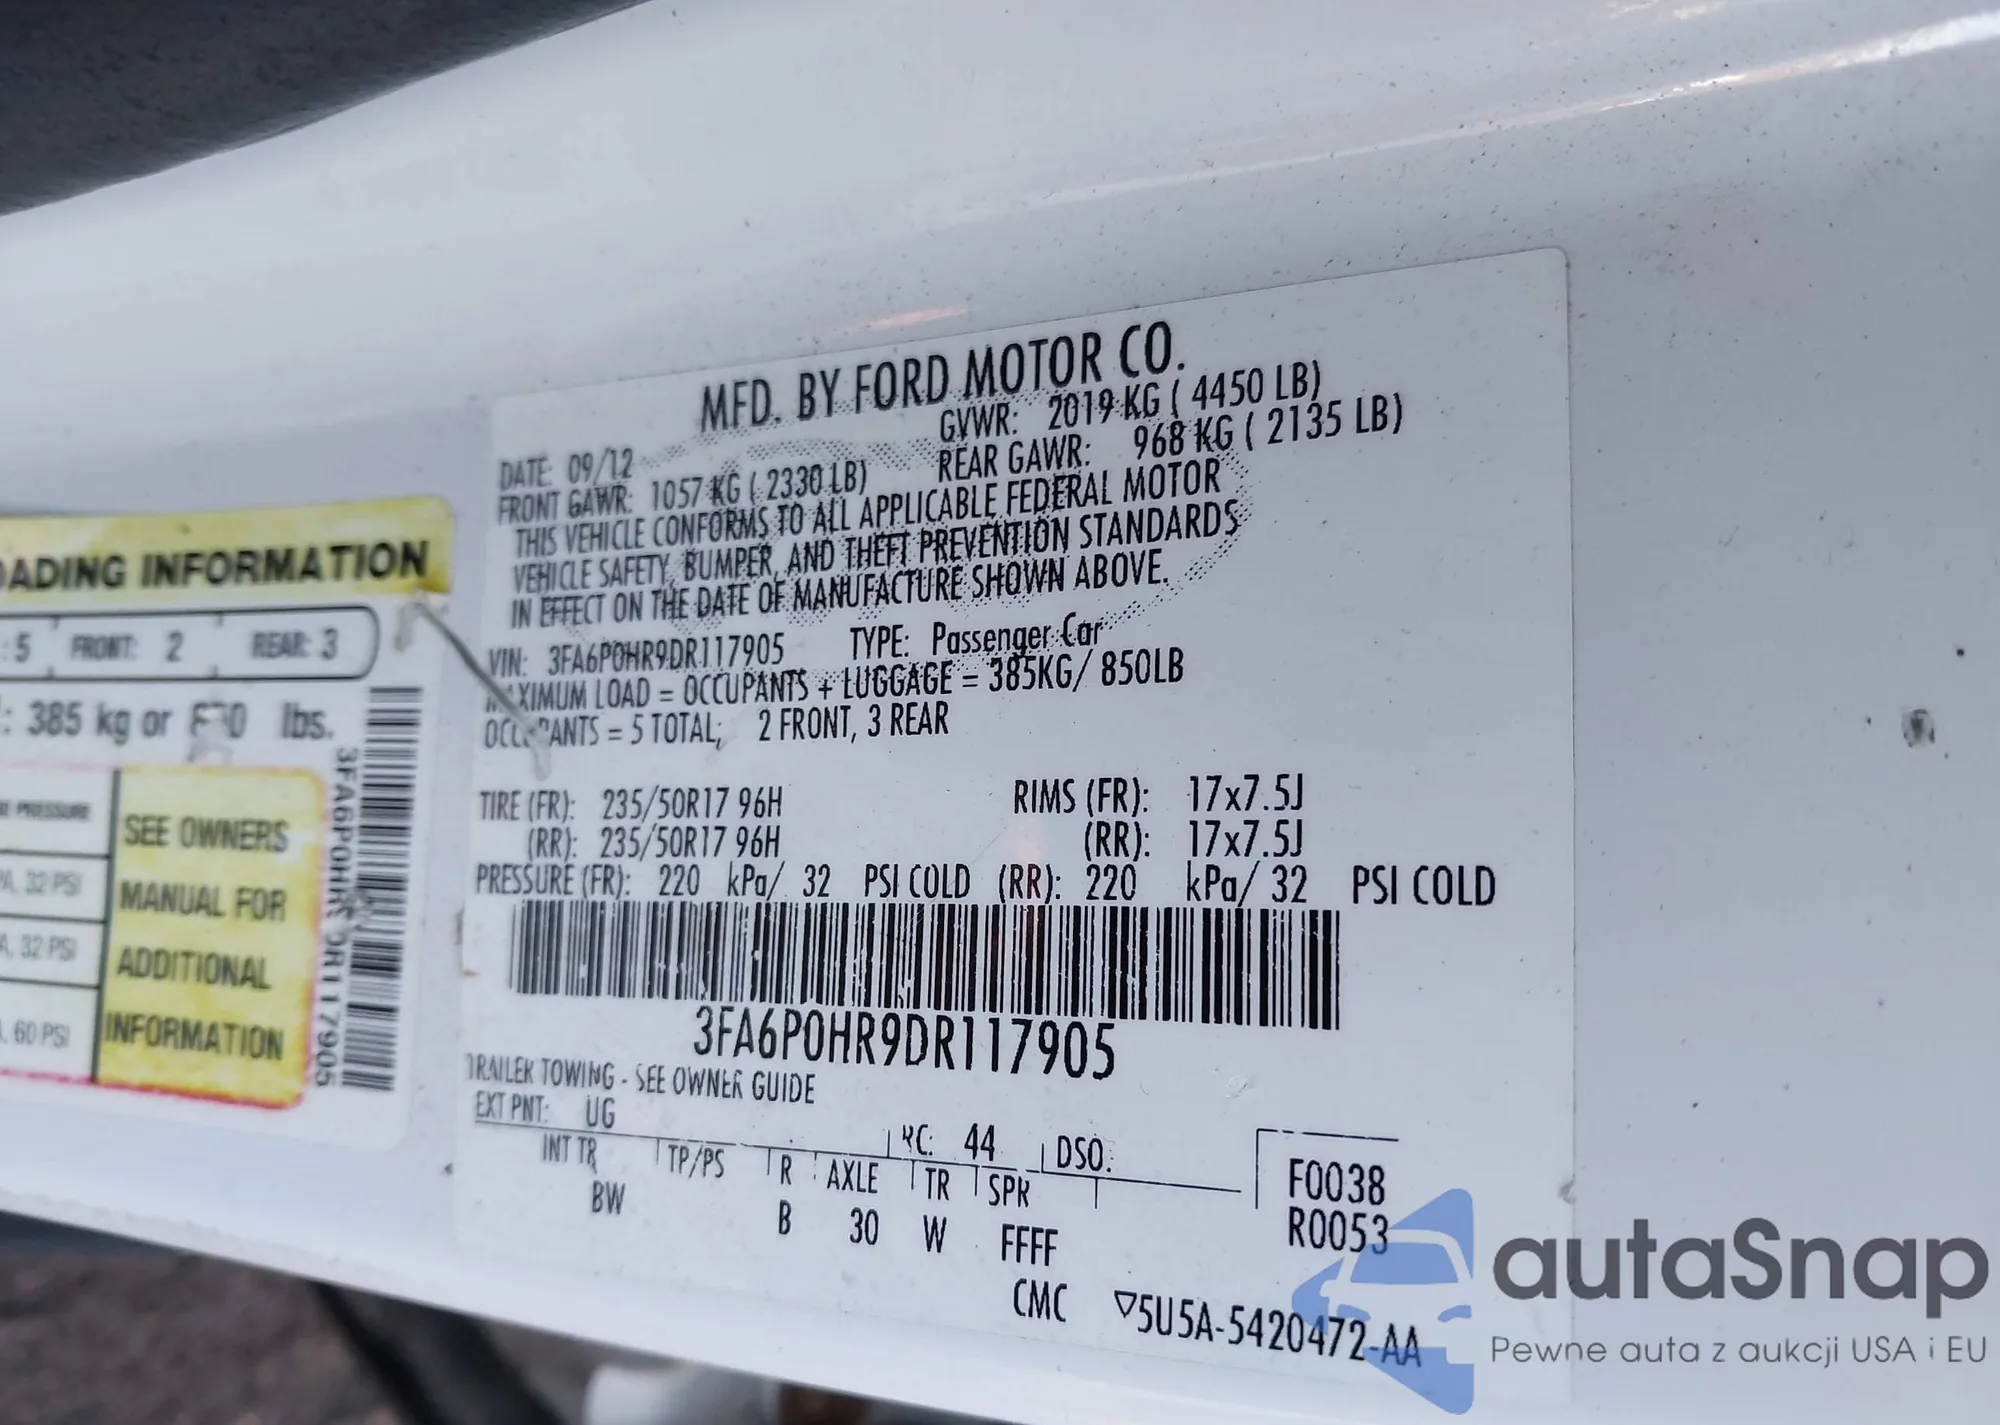 MFD. BY FORD MOTOR CO.
DATE: 09/12 GVWR: 2019 KG ( 4450 LB)
FRONT GAWR: 1057 KG ( 2330 LB) REAR GAWR: 968 KG ( 2135 LB)
THIS VEHICLE CONFORMS TO ALL APPLICABLE FEDERAL MOTOR
VEHICLE SAFETY, BUMPER, AND THEFT PREVENTION STANDARDS
IN EFFECT ON THE DATE OF MANUFACTURE SHOWN ABOVE.
VIN: 3FA6P0HR9DR117905 TYPE: Passenger Car
MAXIMUM LOAD = OCCUPANTS + LUGGAGE = 385KG/ 850LB
OCCUPANTS = 5 TOTAL; 2 FRONT, 3 REAR
TIRE (FR): 235/50R17 96H RIMS (FR): 17x7.5J
(RR): 235/50R17 96H (RR): 17x7.5J
PRESSURE (FR): 220 kPa/ 32 PSI COLD (RR): 220 kPa/ 32 PSI COLD
3FA6P0HR9DR117905
TRAILER TOWING - SEE OWNER GUIDE
EXT PNT: UG RC: 44 DSO:
INT TR TP/PS R AXLE TR SPR
BW B 30 W FFFF
F0038
R0053
CMC ▽5U5A-5420472-AA
ADING INFORMATION
: 5 FRONT: 2 REAR: 3
: 385 kg or 850 lbs.
PRESSURE
, 32 PSI
, 32 PSI
, 60 PSI
SEE OWNERS
MANUAL FOR
ADDITIONAL
INFORMATION
3FA6P0HR9DR117905
autaSnap
Pewne auta z aukcji USA i EU